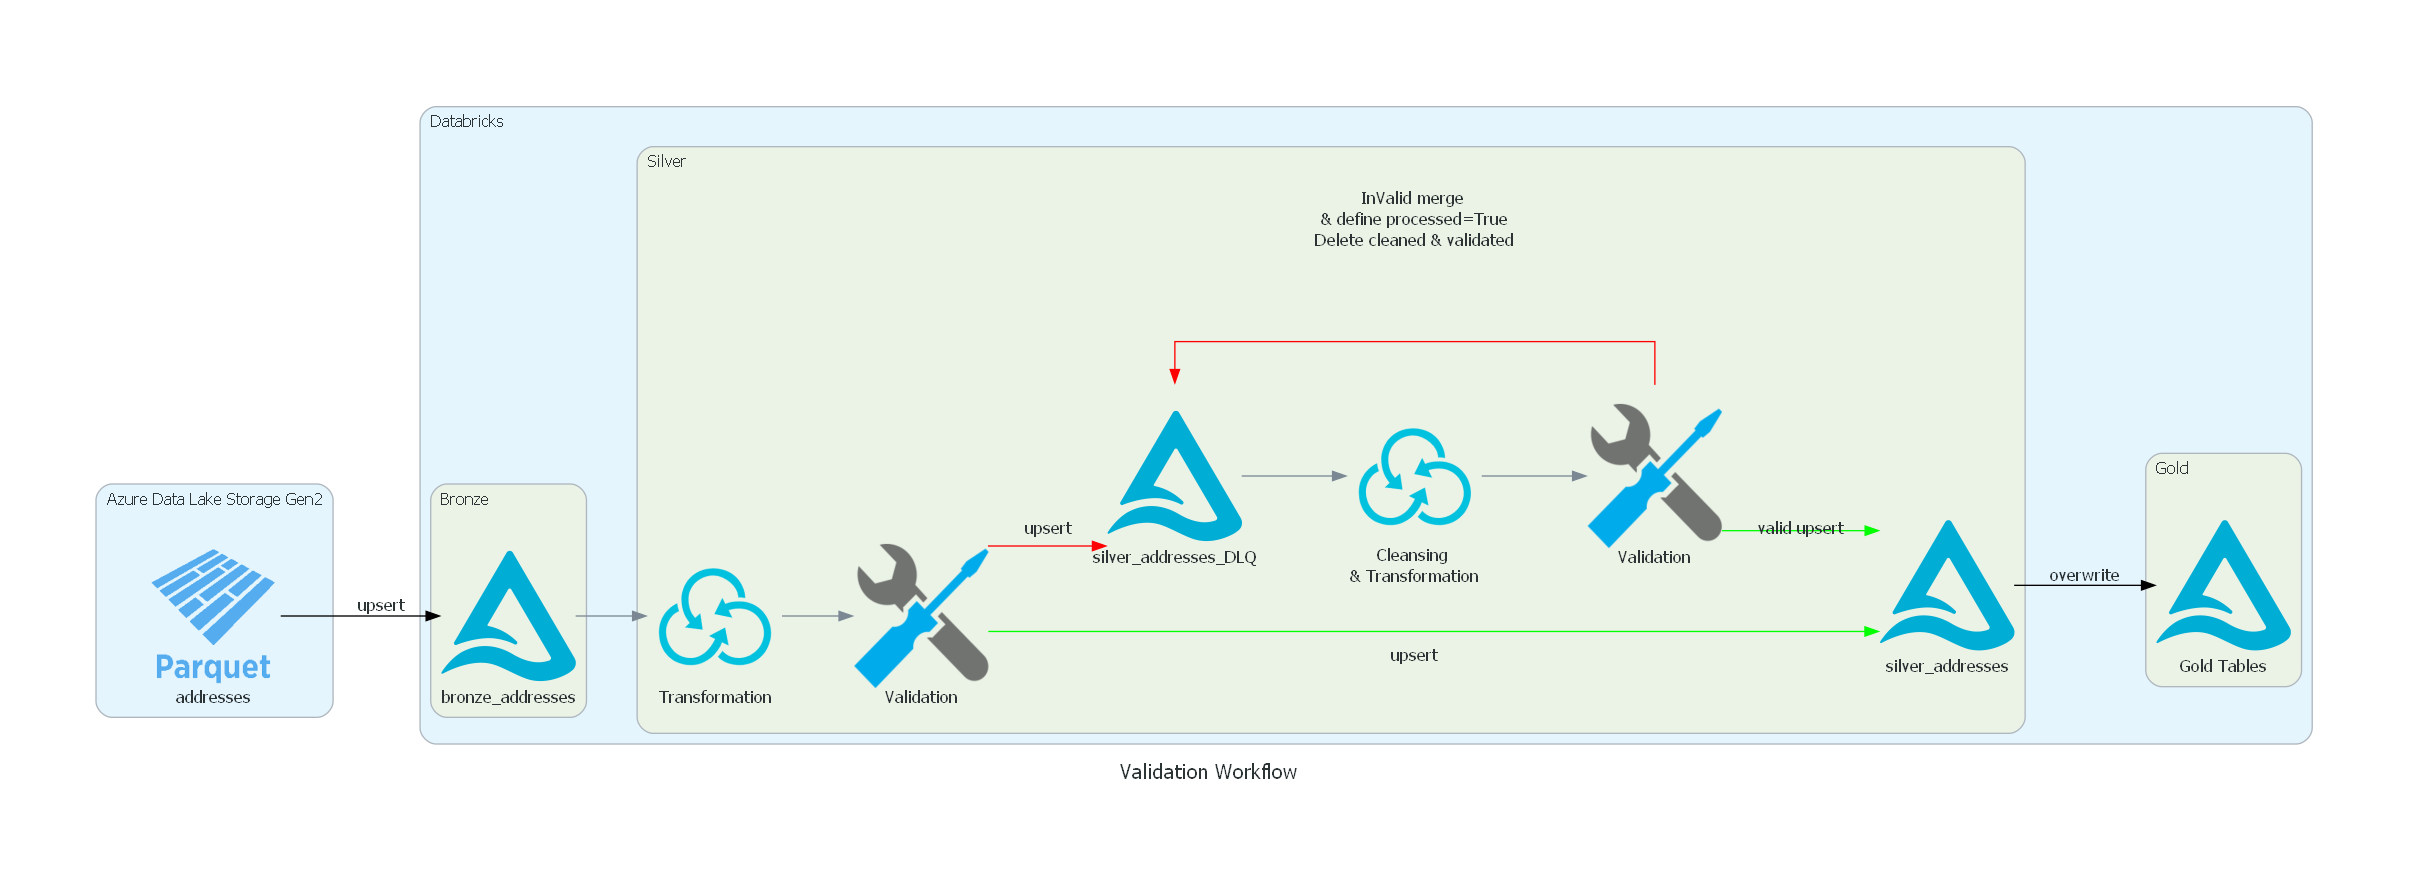 Databricks
Silver
InValid merge
& define processed=True
Delete cleaned & validated
Azure Data Lake Storage Gen2
Parquet
addresses
upsert
Bronze
bronze_addresses
Transformation
Validation
upsert
silver_addresses_DLQ
Cleansing
& Transformation
Validation
valid upsert
upsert
silver_addresses
overwrite
Gold
Gold Tables
Validation Workflow